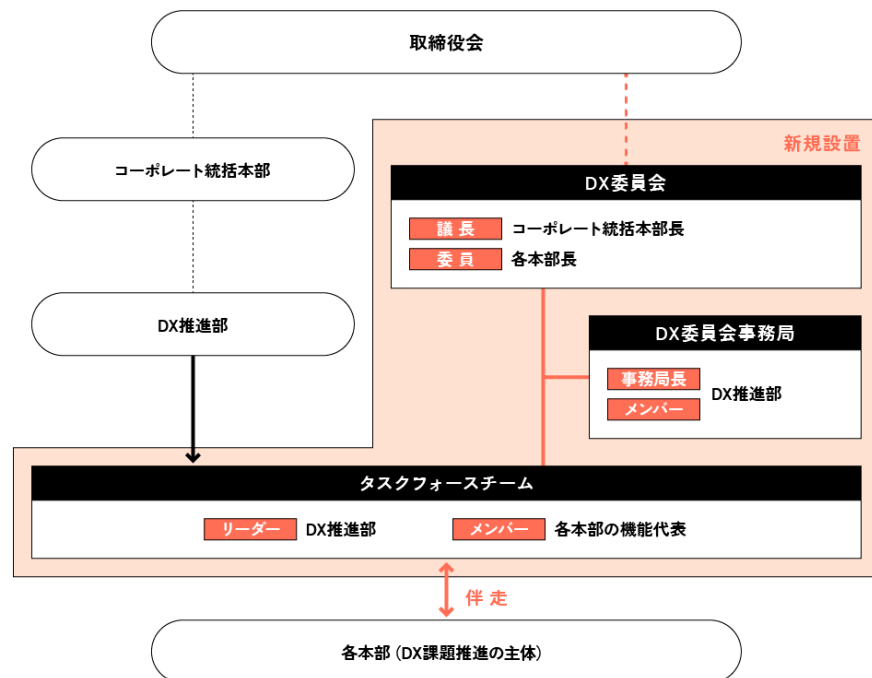 取締役会
コーポレート統括本部
DX推進部
新規設置
DX委員会
議長 コーポレート統括本部長
委員 各本部長
DX委員会事務局
事務局長
メンバー
DX推進部
タスクフォースチーム
リーダー DX推進部 メンバー 各本部の機能代表
伴走
各本部（DX課題推進の主体）